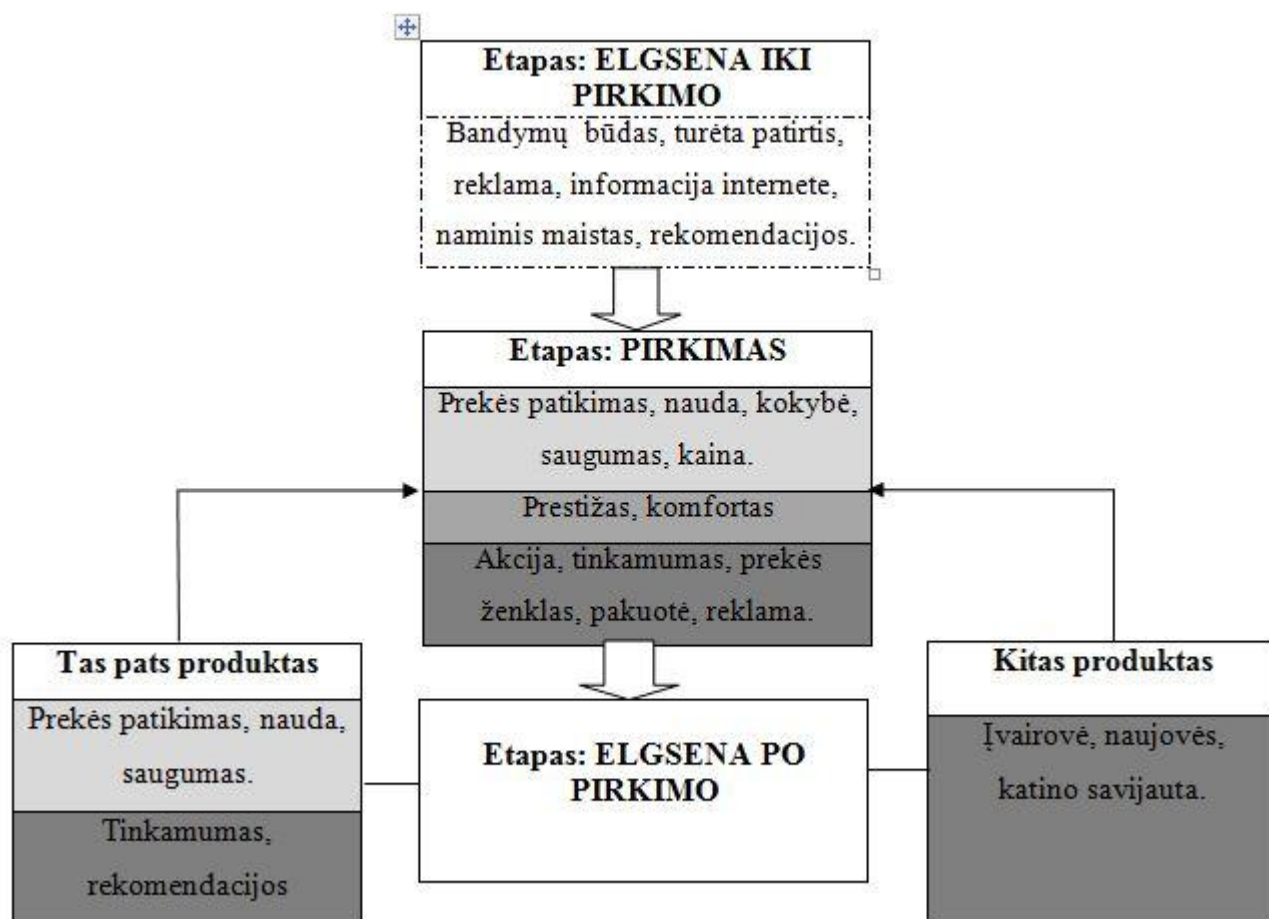 Etapas: ELGSENA IKI
PIRKIMO
Bandymų būdas, turėta patirtis,
reklama, informacija internete,
naminis maistas, rekomendacijos.
Etapas: PIRKIMAS
Prekės patikimas, nauda, kokybė,
saugumas, kaina.
Prestižas, komfortas
Akcija, tinkamumas, prekės
ženklas, pakuotė, reklama.
Tas pats produktas
Prekės patikimas, nauda,
saugumas.
Tinkamumas,
rekomendacijos
Etapas: ELGSENA PO
PIRKIMO
Kitas produktas
Įvairovė, naujovės,
katino savijauta.